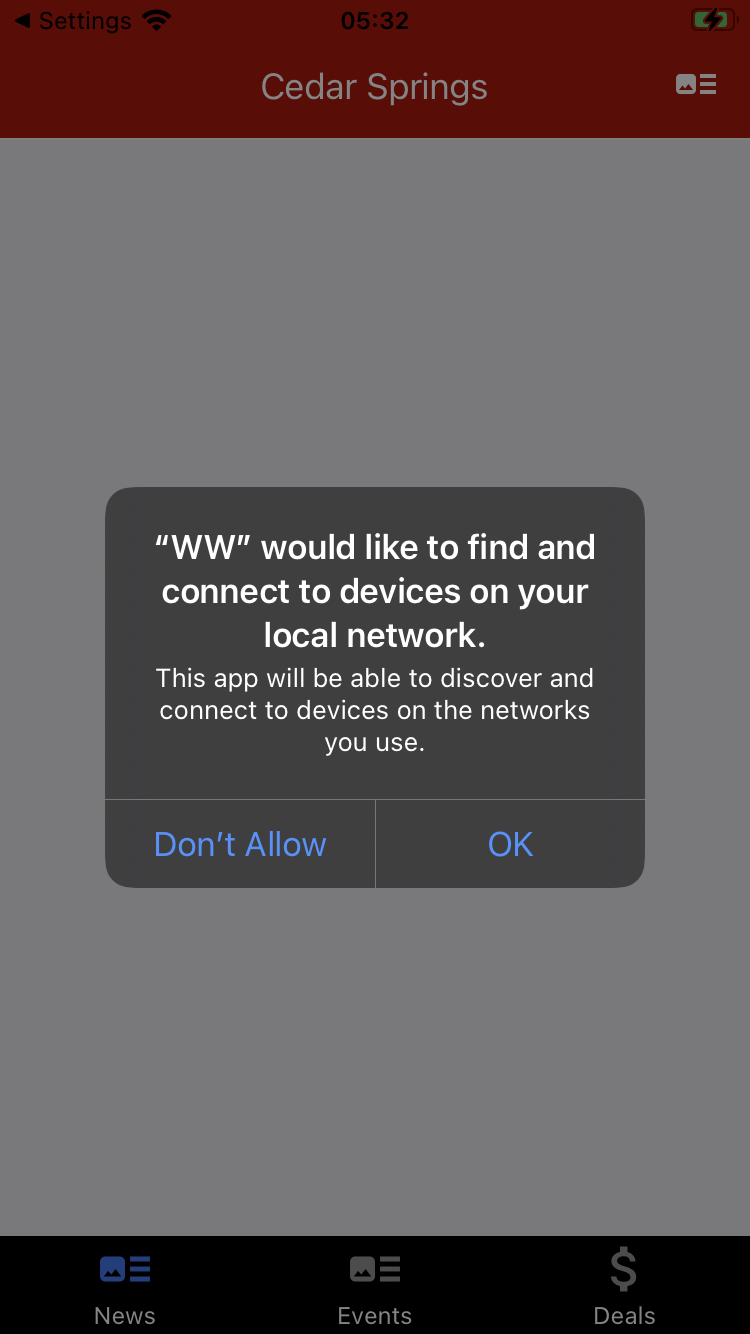 ◀ Settings 05:32
Cedar Springs
“WW” would like to find and
connect to devices on your
local network.
This app will be able to discover and
connect to devices on the networks
you use.
Don’t Allow OK
News Events Deals